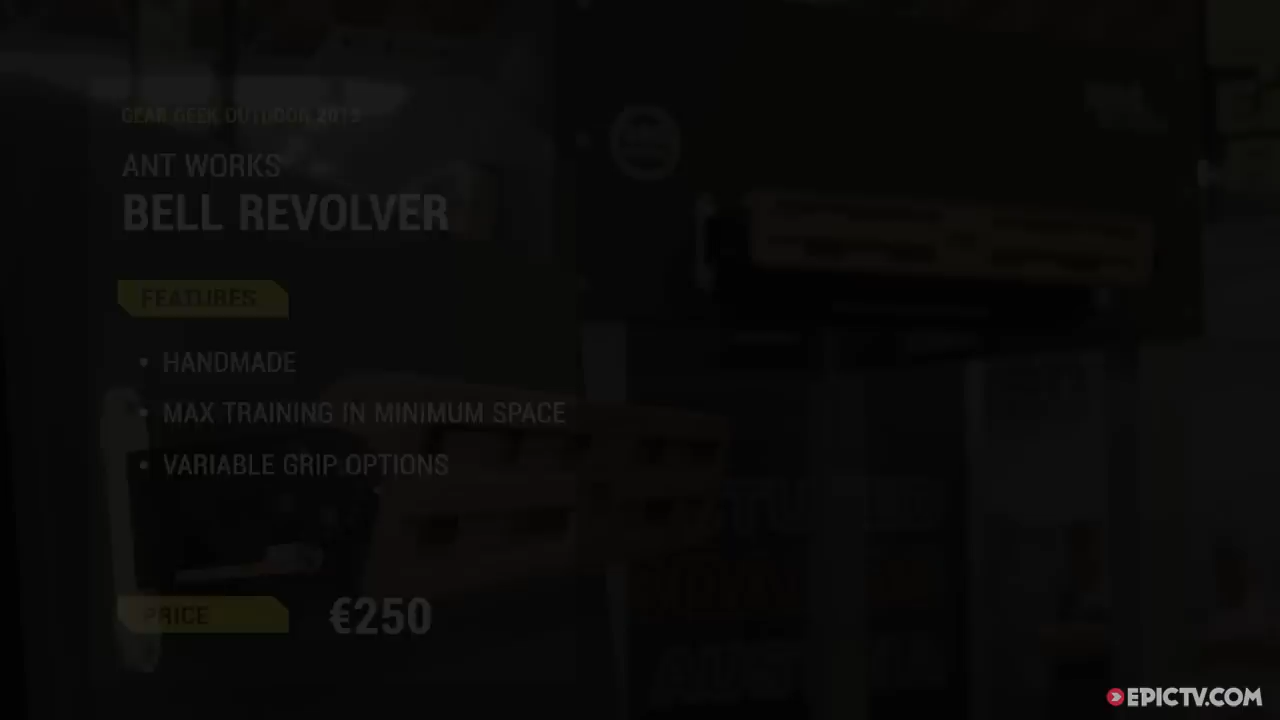 GEAR GEEK OUTDOOR 2013
ANT WORKS
BELL REVOLVER
FEATURES
• HANDMADE
• MAX TRAINING IN MINIMUM SPACE
• VARIABLE GRIP OPTIONS
PRICE
€250
EPICTV.COM